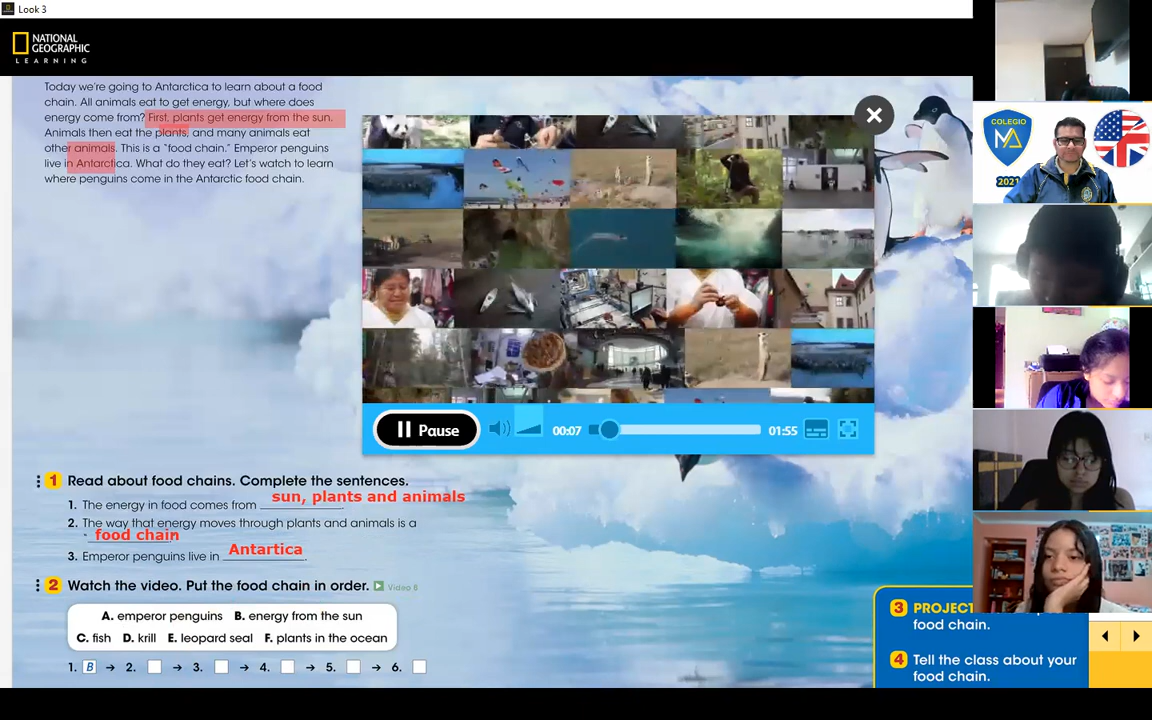 Look 3
NATIONAL
GEOGRAPHIC
LEARNING
Today we're going to Antarctica to learn about a food
chain. All animals eat to get energy, but where does
energy come from? First, plants get energy from the sun.
Animals then eat the plants, and many animals eat
other animals. This is a "food chain." Emperor penguins
live in Antarctica. What do they eat? Let's watch to learn
where penguins come in the Antarctic food chain.
Pause
00:07
01:55
COLEGIO
MA
2021
1 Read about food chains. Complete the sentences.
1. The energy in food comes from sun, plants and animals.
2. The way that energy moves through plants and animals is a
" food chain
3. Emperor penguins live in Antartica.
2 Watch the video. Put the food chain in order. Video 6
A. emperor penguins B. energy from the sun
C. fish D. krill E. leopard seal F. plants in the ocean
1. B → 2. → 3. → 4. → 5. → 6.
3 PROJECT
food chain.
4 Tell the class about your
food chain.